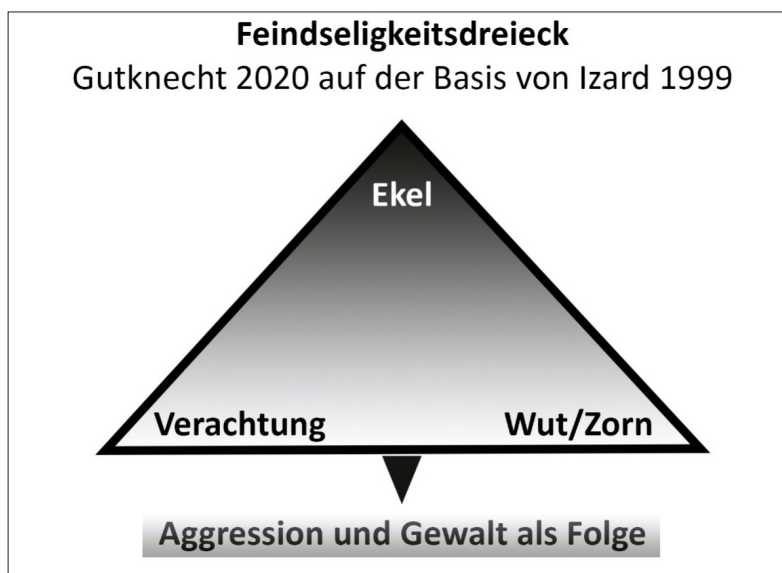 Feindseligkeitsdreieck
Gutknecht 2020 auf der Basis von Izard 1999
Ekel
Verachtung
Wut/Zorn
Aggression und Gewalt als Folge